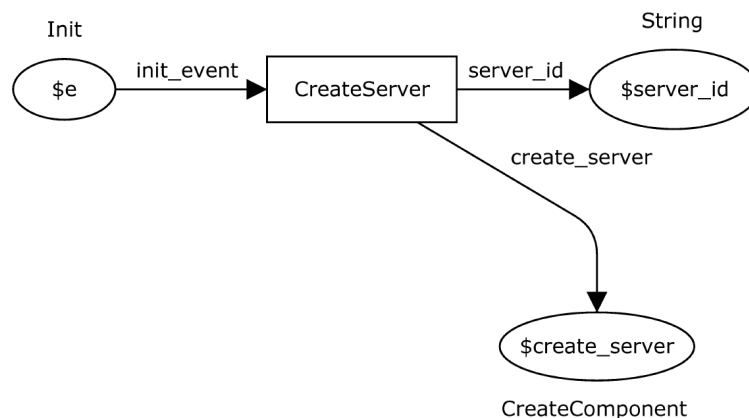 Init
String
$e
init_event
CreateServer
server_id
$server_id
create_server
$create_server
CreateComponent